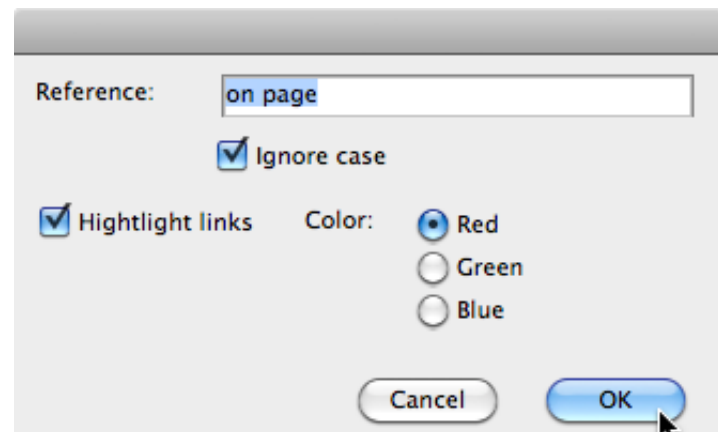 Reference: on page
Ignore case
Hightlight links Color: Red
Green
Blue
Cancel OK